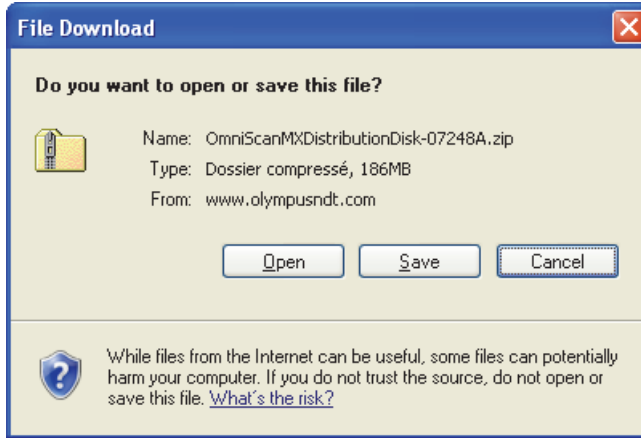 File Download
Do you want to open or save this file?
Name: OmniScanMXDistributionDisk-07248A.zip
Type: Dossier compressé, 186MB
From: www.olympusndt.com
Open Save Cancel
While files from the Internet can be useful, some files can potentially
harm your computer. If you do not trust the source, do not open or
save this file. What's the risk?